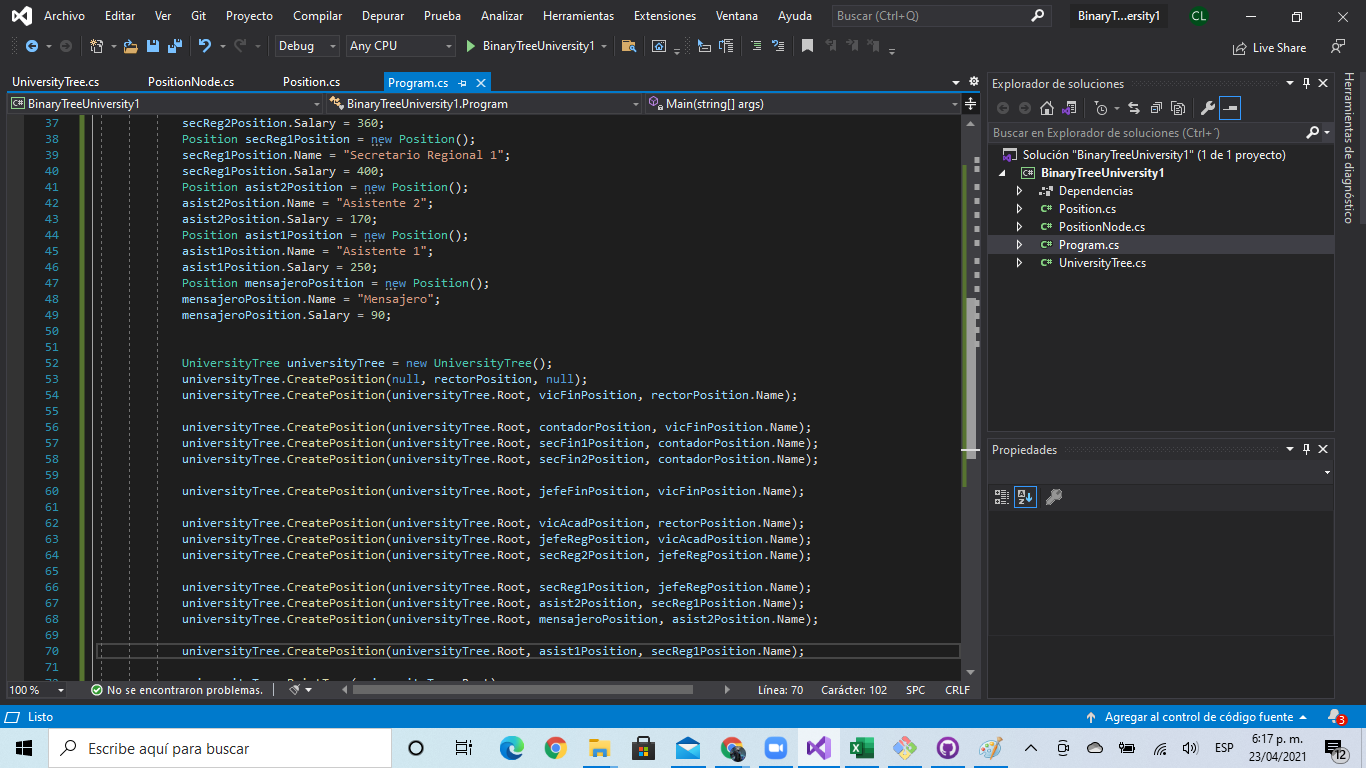 Archivo Editar Ver Git Proyecto Compilar Depurar Prueba Analizar Herramientas Extensiones Ventana Ayuda Buscar (Ctrl+Q) BinaryT...ersity1 CL
Debug Any CPU BinaryTreeUniversity1 Live Share
UniversityTree.cs PositionNode.cs Position.cs Program.cs
BinaryTreeUniversity1 BinaryTreeUniversity1.Program Main(string[] args)
37 secReg2Position.Salary = 360;
38 Position secReg1Position = new Position();
39 secReg1Position.Name = "Secretario Regional 1";
40 secReg1Position.Salary = 400;
41 Position asist2Position = new Position();
42 asist2Position.Name = "Asistente 2";
43 asist2Position.Salary = 170;
44 Position asist1Position = new Position();
45 asist1Position.Name = "Asistente 1";
46 asist1Position.Salary = 250;
47 Position mensajeroPosition = new Position();
48 mensajeroPosition.Name = "Mensajero";
49 mensajeroPosition.Salary = 90;
50
51
52 UniversityTree universityTree = new UniversityTree();
53 universityTree.CreatePosition(null, rectorPosition, null);
54 universityTree.CreatePosition(universityTree.Root, vicFinPosition, rectorPosition.Name);
55
56 universityTree.CreatePosition(universityTree.Root, contadorPosition, vicFinPosition.Name);
57 universityTree.CreatePosition(universityTree.Root, secFin1Position, contadorPosition.Name);
58 universityTree.CreatePosition(universityTree.Root, secFin2Position, contadorPosition.Name);
59
60 universityTree.CreatePosition(universityTree.Root, jefeFinPosition, vicFinPosition.Name);
61
62 universityTree.CreatePosition(universityTree.Root, vicAcadPosition, rectorPosition.Name);
63 universityTree.CreatePosition(universityTree.Root, jefeRegPosition, vicAcadPosition.Name);
64 universityTree.CreatePosition(universityTree.Root, secReg2Position, jefeRegPosition.Name);
65
66 universityTree.CreatePosition(universityTree.Root, secReg1Position, jefeRegPosition.Name);
67 universityTree.CreatePosition(universityTree.Root, asist2Position, secReg1Position.Name);
68 universityTree.CreatePosition(universityTree.Root, mensajeroPosition, asist2Position.Name);
69
70 universityTree.CreatePosition(universityTree.Root, asist1Position, secReg1Position.Name);
71
100 % No se encontraron problemas. Línea: 70 Carácter: 102 SPC CRLF
Explorador de soluciones
Buscar en Explorador de soluciones (Ctrl+´)
Solución "BinaryTreeUniversity1" (1 de 1 proyecto)
BinaryTreeUniversity1
Dependencias
C# Position.cs
C# PositionNode.cs
C# Program.cs
C# UniversityTree.cs
Propiedades
Herramientas de diagnóstico
Listo Agregar al control de código fuente 3
Escribe aquí para buscar ESP 6:17 p. m. 23/04/2021 12